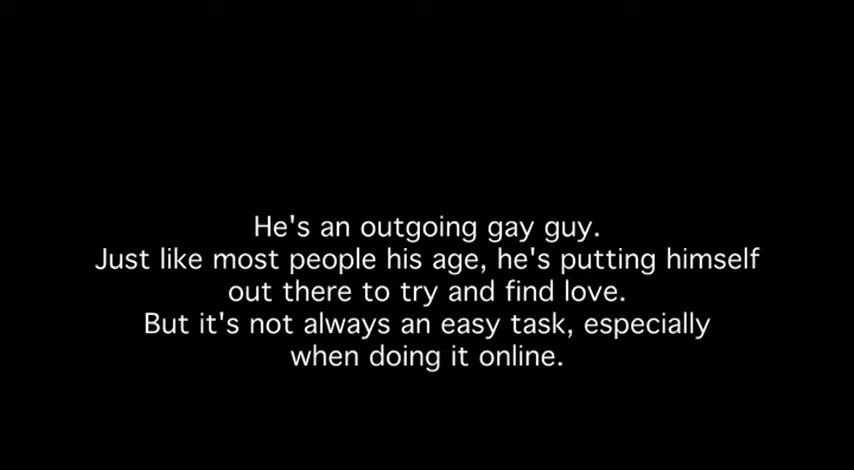 He's an outgoing gay guy.
Just like most people his age, he's putting himself
out there to try and find love.
But it's not always an easy task, especially
when doing it online.